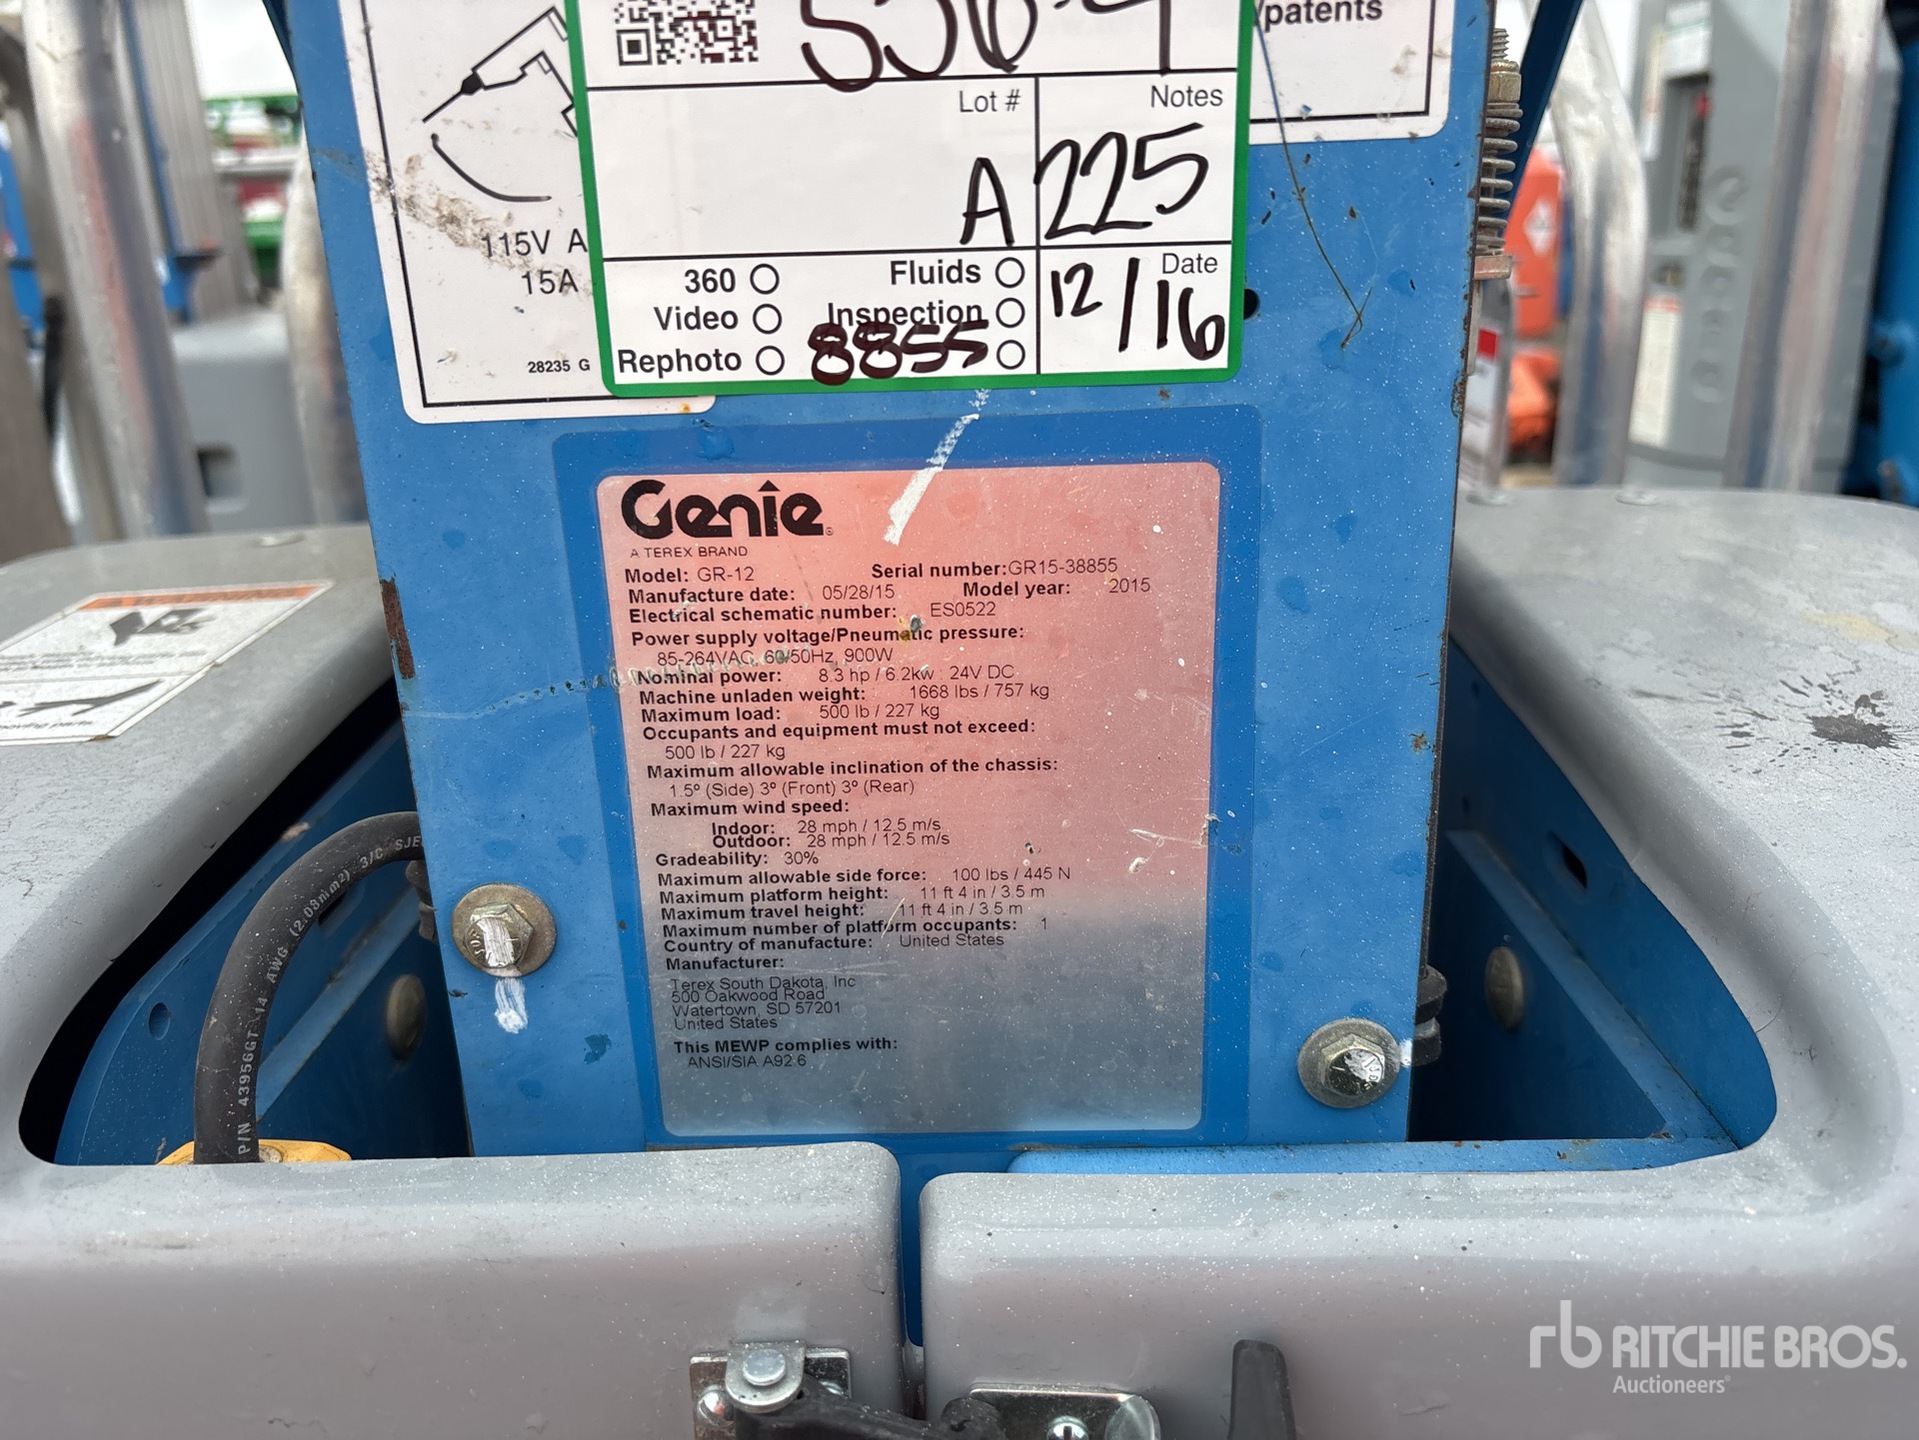 /patents
Lot #
Notes
A
225
115V
15A
28235 G
360
Fluids
Date
Video
Inspection
12/16
Rephoto
8855
Genie
A TEREX BRAND
Model: GR-12 Serial number:GR15-38855
Manufacture date: 05/28/15 Model year: 2015
Electrical schematic number: ES0522
Power supply voltage/Pneumatic pressure:
85-264VAC, 60/50Hz, 900W
Nominal power: 8.3 hp / 6.2kw 24V DC
Machine unladen weight: 1668 lbs / 757 kg
Maximum load: 500 lb / 227 kg
Occupants and equipment must not exceed:
500 lb / 227 kg
Maximum allowable inclination of the chassis:
1.5º (Side) 3º (Front) 3º (Rear)
Maximum wind speed:
Indoor: 28 mph / 12.5 m/s
Outdoor: 28 mph / 12.5 m/s
Gradeability: 30%
Maximum allowable side force: 100 lbs / 445 N
Maximum platform height: 11 ft 4 in / 3.5 m
Maximum travel height: 11 ft 4 in / 3.5 m
Maximum number of platform occupants: 1
Country of manufacture: United States
Manufacturer:
Terex South Dakota, Inc
500 Oakwood Road
Watertown, SD 57201
United States
This MEWP complies with:
ANSI/SIA A92.6
P/N 43956GT 14 AWG (2.08mm2) 3/C SJE
rb RITCHIE BROS.
Auctioneers